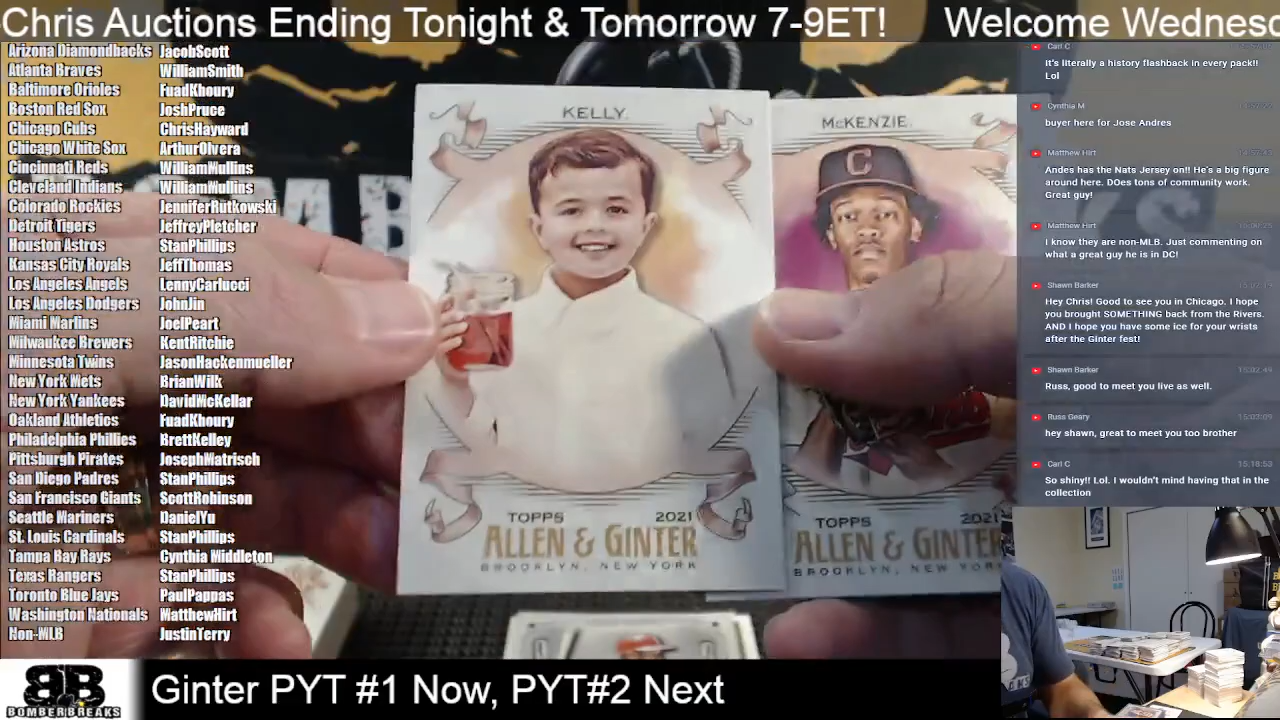 Chris Auctions Ending Tonight & Tomorrow 7-9ET! Welcome Wednesd
Arizona Diamondbacks JacobScott
Atlanta Braves WilliamSmith
Baltimore Orioles FuadKhoury
Boston Red Sox JoshPruce
Chicago Cubs ChrisHayward
Chicago White Sox ArthurOlvera
Cincinnati Reds WilliamMullins
Cleveland Indians WilliamMullins
Colorado Rockies JenniferRutkowski
Detroit Tigers JeffreyPletcher
Houston Astros StanPhillips
Kansas City Royals JeffThomas
Los Angeles Angels LennyCarlucci
Los Angeles Dodgers JohnJin
Miami Marlins JoelPeart
Milwaukee Brewers KentRitchie
Minnesota Twins JasonHackenmueller
New York Mets BrianWilk
New York Yankees DavidMcKellar
Oakland Athletics FuadKhoury
Philadelphia Phillies BrettKelley
Pittsburgh Pirates JosephMatrisch
San Diego Padres StanPhillips
San Francisco Giants ScottRobinson
Seattle Mariners DanielYu
St. Louis Cardinals StanPhillips
Tampa Bay Rays Cynthia Middleton
Texas Rangers StanPhillips
Toronto Blue Jays PaulPappas
Washington Nationals MatthewHirt
Non-MLB JustinTerry
KELLY
TOPPS 2021
ALLEN & GINTER
BROOKLYN, NEW YORK
McKENZIE
C
TOPPS 2021
ALLEN & GINTER
BROOKLYN, NEW YORK
Carl C
it's literally a history flashback in every pack!!
Lol
Cynthia M
buyer here for Jose Andres
Matthew Hirt
Andes has the Nats Jersey on!! He's a big figure
around here. DOes tons of community work.
Great guy!
Matthew Hirt
I know they are non-MLB. Just commenting on
what a great guy he is in DC!
Shawn Barker
Hey Chris! Good to see you in Chicago. I hope
you brought SOMETHING back from the Rivers.
AND I hope you have some ice for your wrists
after the Ginter fest!
Shawn Barker 15:02:49
Russ, good to meet you live as well.
Russ Geary
hey shawn, great to meet you too brother
Carl C 15:18:53
So shiny!! Lol. I wouldn't mind having that in the
collection
BB
BOMBERBREAKS
Ginter PYT #1 Now, PYT#2 Next